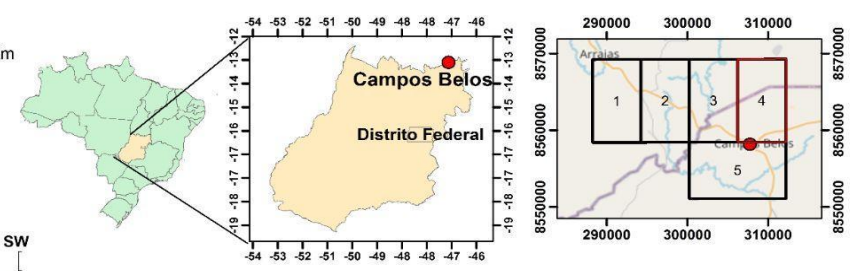 m
SW
-54 -53 -52 -51 -50 -49 -48 -47 -46
-12
-13
-14
-15
-16
-17
-18
-19
Campos Belos
Distrito Federal
-12
-13
-14
-15
-16
-17
-18
-19
-54 -53 -52 -51 -50 -49 -48 -47 -46
290000 300000 310000
8570000
8560000
8550000
Arraias
1 2 3 4
Campos Belos
5
8570000
8560000
8550000
290000 300000 310000